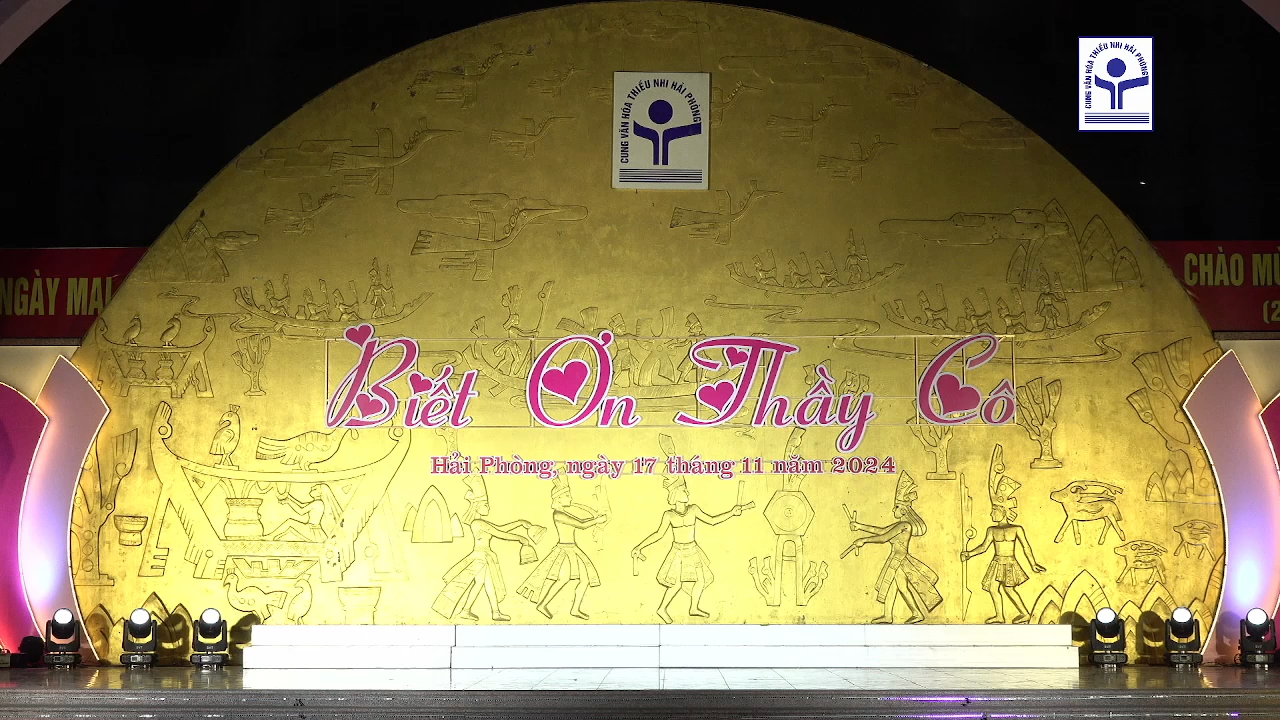 CUNG VĂN HÓA THIẾU NHI HẢI PHÒNG
CUNG VĂN HÓA THIẾU NHI HẢI PHÒNG
NGÀY MAI
CHÀO MỪ
(2
Biết Ơn Thầy Cô
Hải Phòng, ngày 17 tháng 11 năm 2024